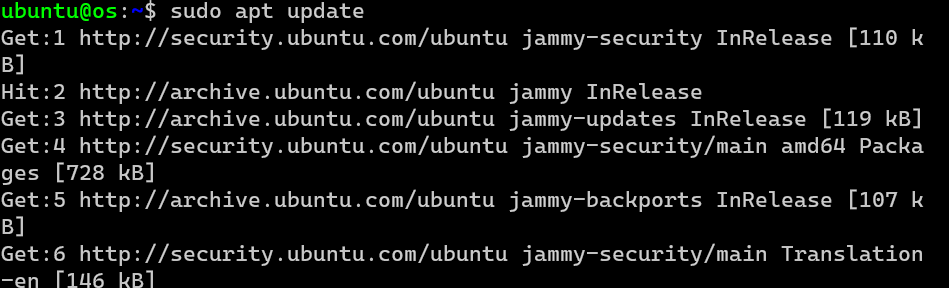 ubuntu@os:~$ sudo apt update
Get:1 http://security.ubuntu.com/ubuntu jammy-security InRelease [110 k
B]
Hit:2 http://archive.ubuntu.com/ubuntu jammy InRelease
Get:3 http://archive.ubuntu.com/ubuntu jammy-updates InRelease [119 kB]
Get:4 http://security.ubuntu.com/ubuntu jammy-security/main amd64 Packa
ges [728 kB]
Get:5 http://archive.ubuntu.com/ubuntu jammy-backports InRelease [107 k
B]
Get:6 http://security.ubuntu.com/ubuntu jammy-security/main Translation
-en [146 kB]